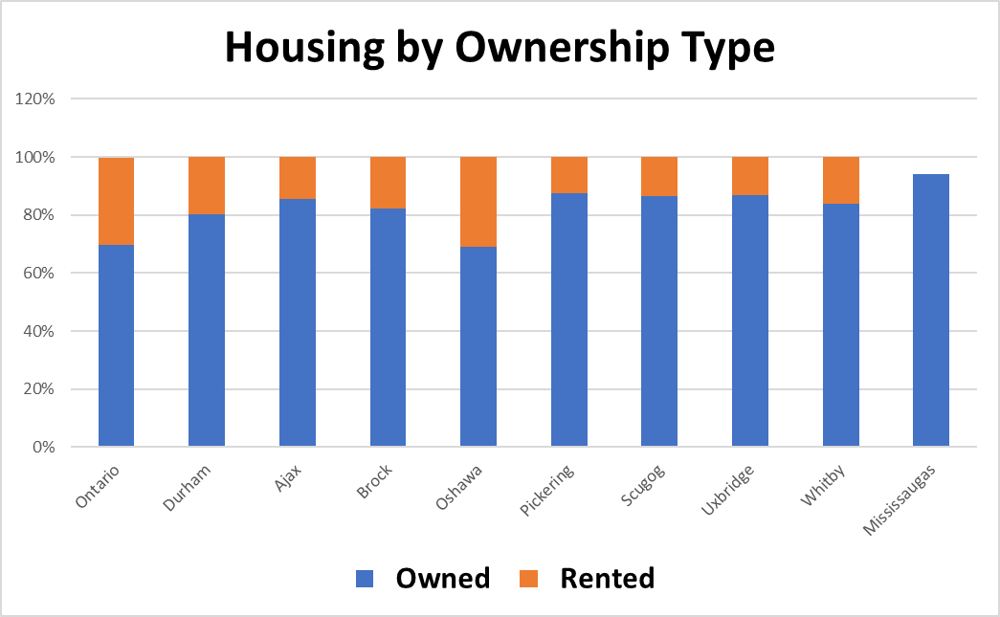 Housing by Ownership Type
120%
100%
80%
60%
40%
20%
0%
Ontario
Durham
Ajax
Brock
Oshawa
Pickering
Scugog
Uxbridge
Whitby
Mississaugas
Owned Rented